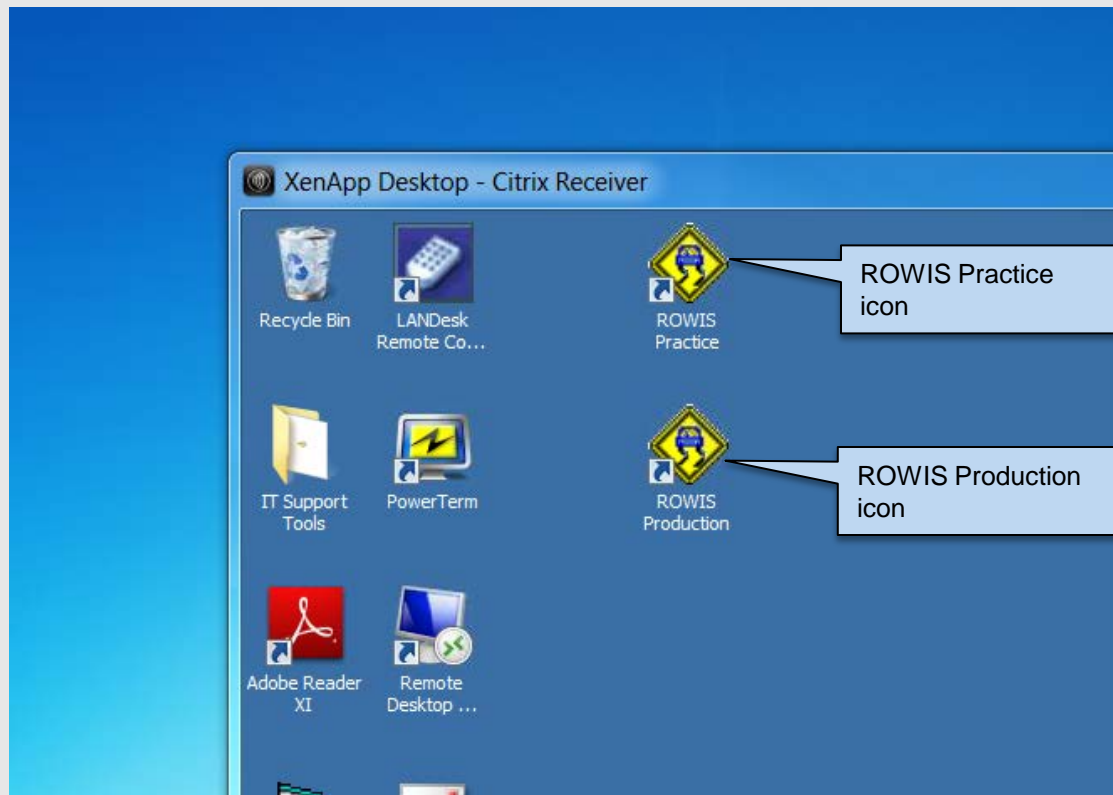 XenApp Desktop - Citrix Receiver
Recycle Bin
LANDesk
Remote Co...
ROWIS
Practice
ROWIS Practice
icon
IT Support
Tools
PowerTerm
ROWIS
Production
ROWIS Production
icon
Adobe Reader
XI
Remote
Desktop ...